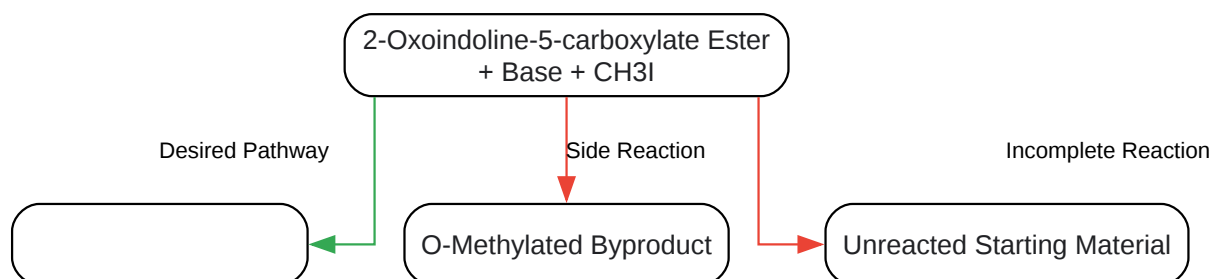 2-Oxoindoline-5-carboxylate Ester
+ Base + CH3I
Desired Pathway
Side Reaction
Incomplete Reaction
O-Methylated Byproduct
Unreacted Starting Material